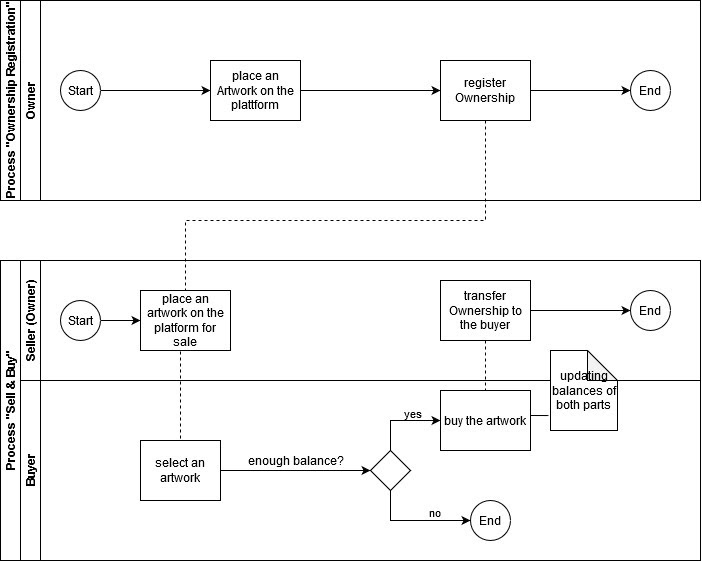 Process "Ownership Registration"
Owner
Start
place an
Artwork on the
plattform
register
Ownership
End
Process "Sell & Buy"
Seller (Owner)
Start
place an
artwork on the
platform for
sale
transfer
Ownership to
the buyer
End
Buyer
select an
artwork
enough balance?
yes
buy the artwork
updating
balances of
both parts
no
End